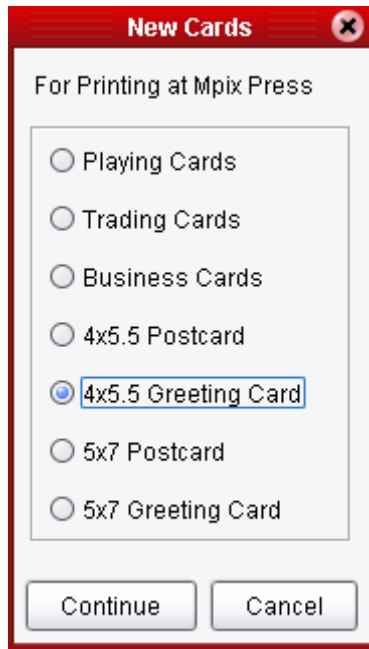 New Cards
For Printing at Mpix Press
Playing Cards
Trading Cards
Business Cards
4x5.5 Postcard
4x5.5 Greeting Card
5x7 Postcard
5x7 Greeting Card
Continue Cancel